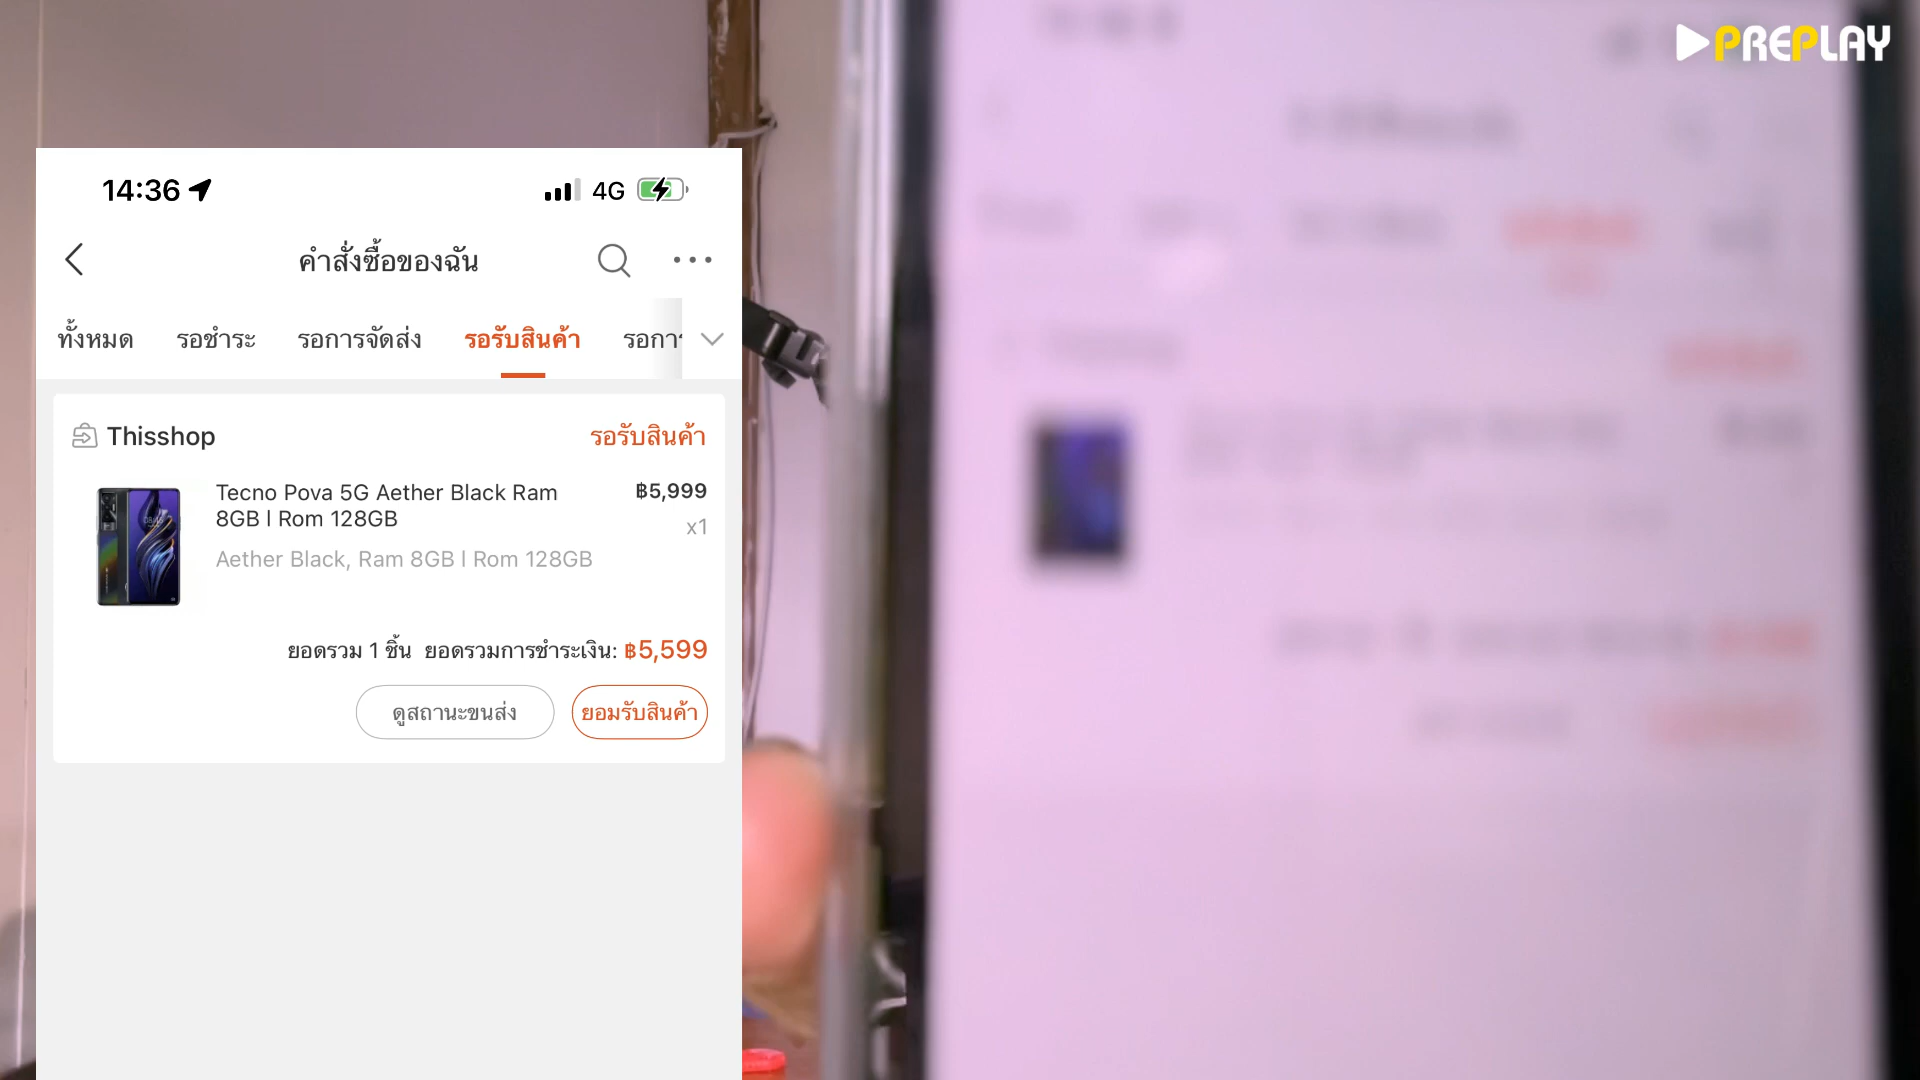 PREPLAY
14:36
4G
คำสั่งซื้อของฉัน
ทั้งหมด รอชำระ รอการจัดส่ง รอรับสินค้า รอการ
Thisshop รอรับสินค้า
Tecno Pova 5G Aether Black Ram ฿5,999
8GB l Rom 128GB x1
Aether Black, Ram 8GB l Rom 128GB
ยอดรวม 1 ชิ้น ยอดรวมการชำระเงิน: ฿5,599
ดูสถานะขนส่ง ยอมรับสินค้า